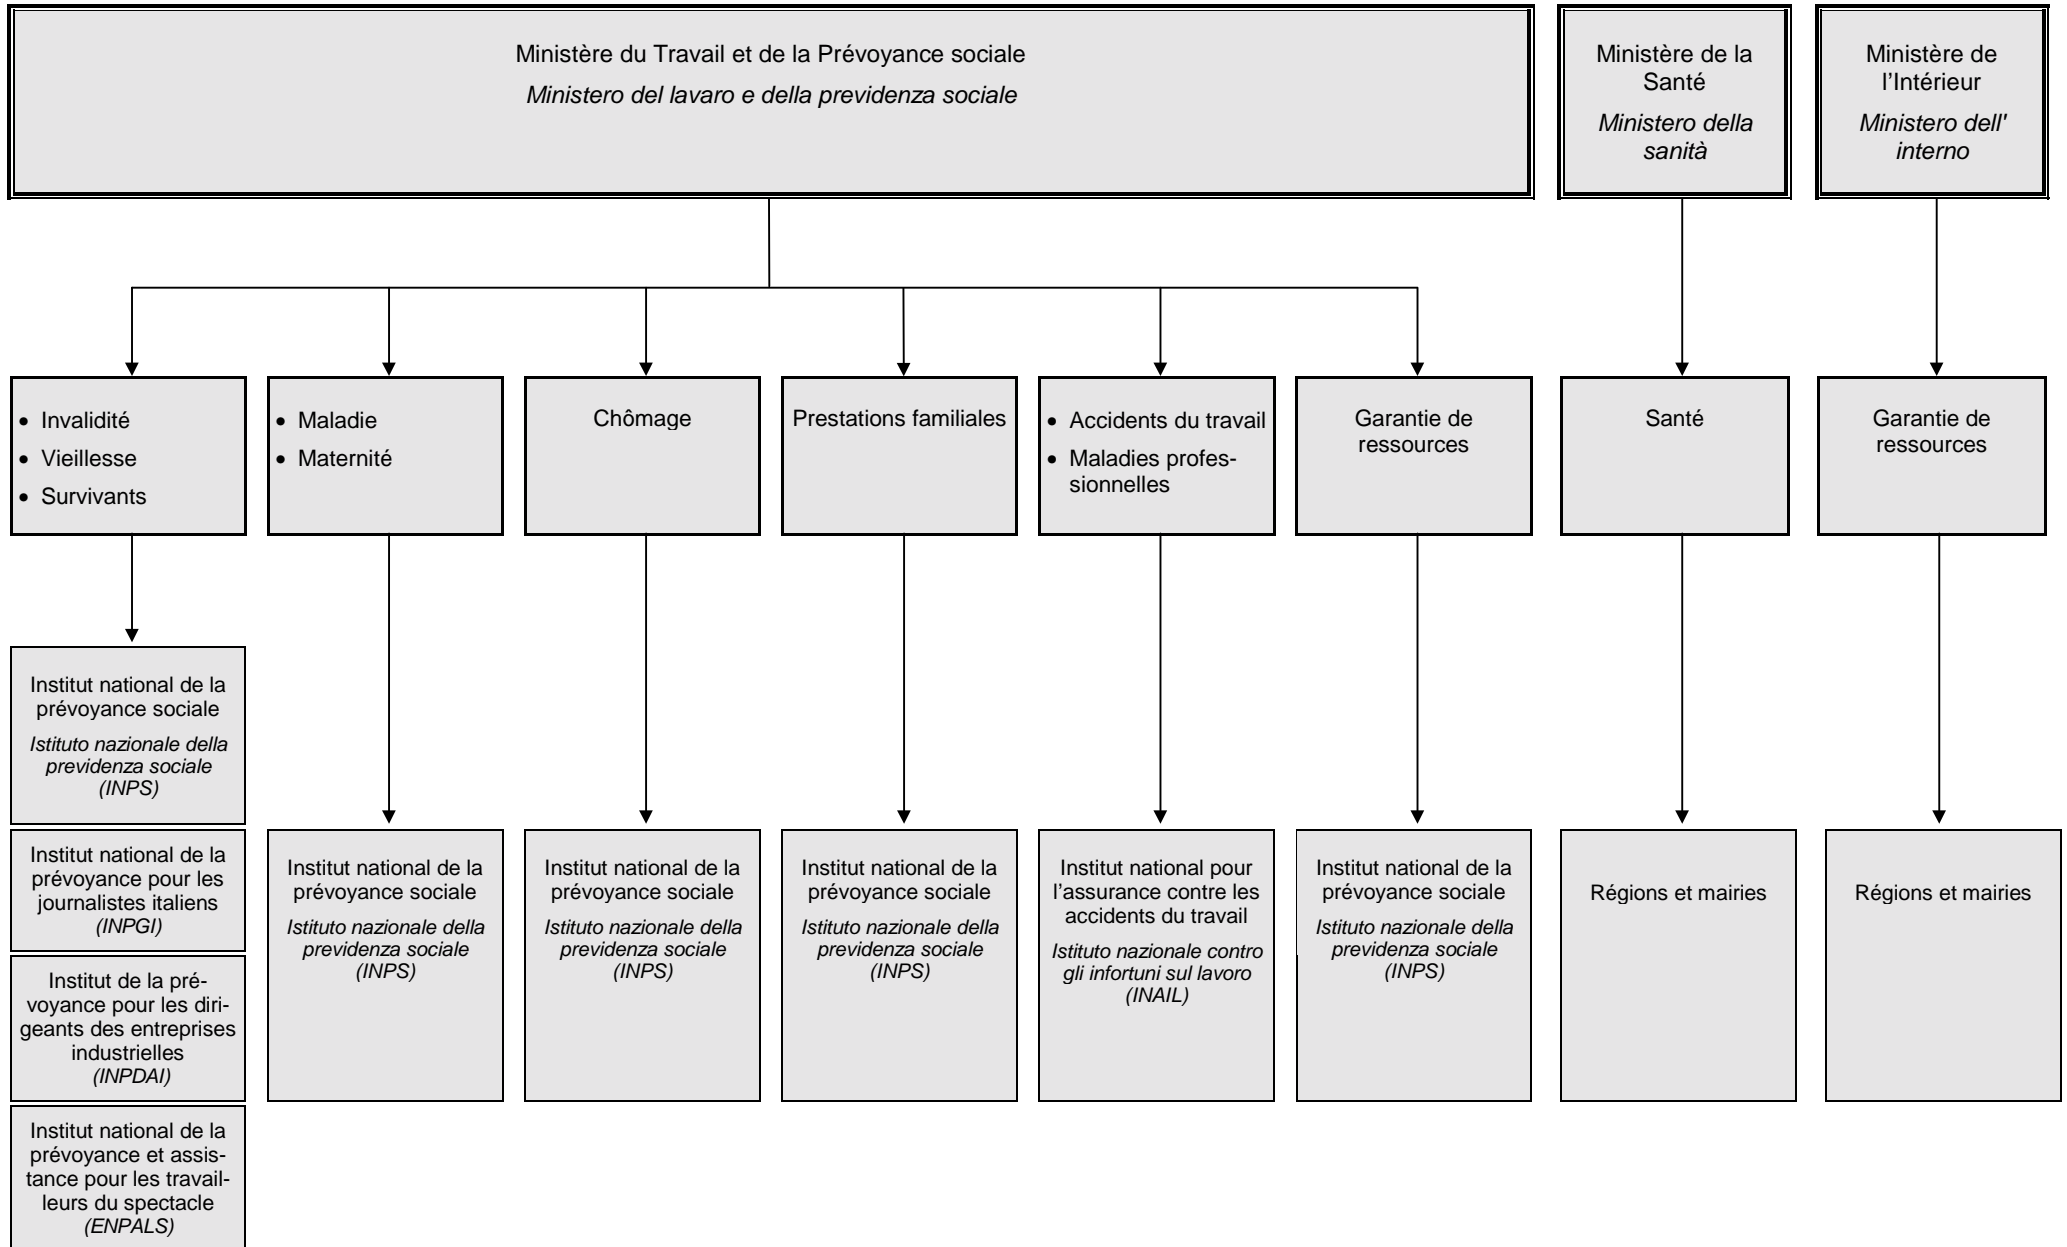 Ministère du Travail et de la Prévoyance sociale
Ministero del lavaro e della previdenza sociale
Ministère de la
Santé
Ministero della
sanità
Ministère de
l'Intérieur
Ministero dell'
interno
• Invalidité
• Vieillesse
• Survivants
• Maladie
• Maternité
Chômage
Prestations familiales
• Accidents du travail
• Maladies profes-
sionnelles
Garantie de
ressources
Santé
Garantie de
ressources
Institut national de la
prévoyance sociale
Istituto nazionale della
previdenza sociale
(INPS)
Institut national de la
prévoyance pour les
journalistes italiens
(INPGI)
Institut de la pré-
voyance pour les diri-
geants des entreprises
industrielles
(INPDAI)
Institut national de la
prévoyance et assis-
tance pour les travail-
leurs du spectacle
(ENPALS)
Institut national de la
prévoyance sociale
Istituto nazionale della
previdenza sociale
(INPS)
Institut national de la
prévoyance sociale
Istituto nazionale della
previdenza sociale
(INPS)
Institut national de la
prévoyance sociale
Istituto nazionale della
previdenza sociale
(INPS)
Institut national pour
l'assurance contre les
accidents du travail
Istituto nazionale contro
gli infortuni sul lavoro
(INAIL)
Institut national de la
prévoyance sociale
Istituto nazionale della
previdenza sociale
(INPS)
Régions et mairies
Régions et mairies